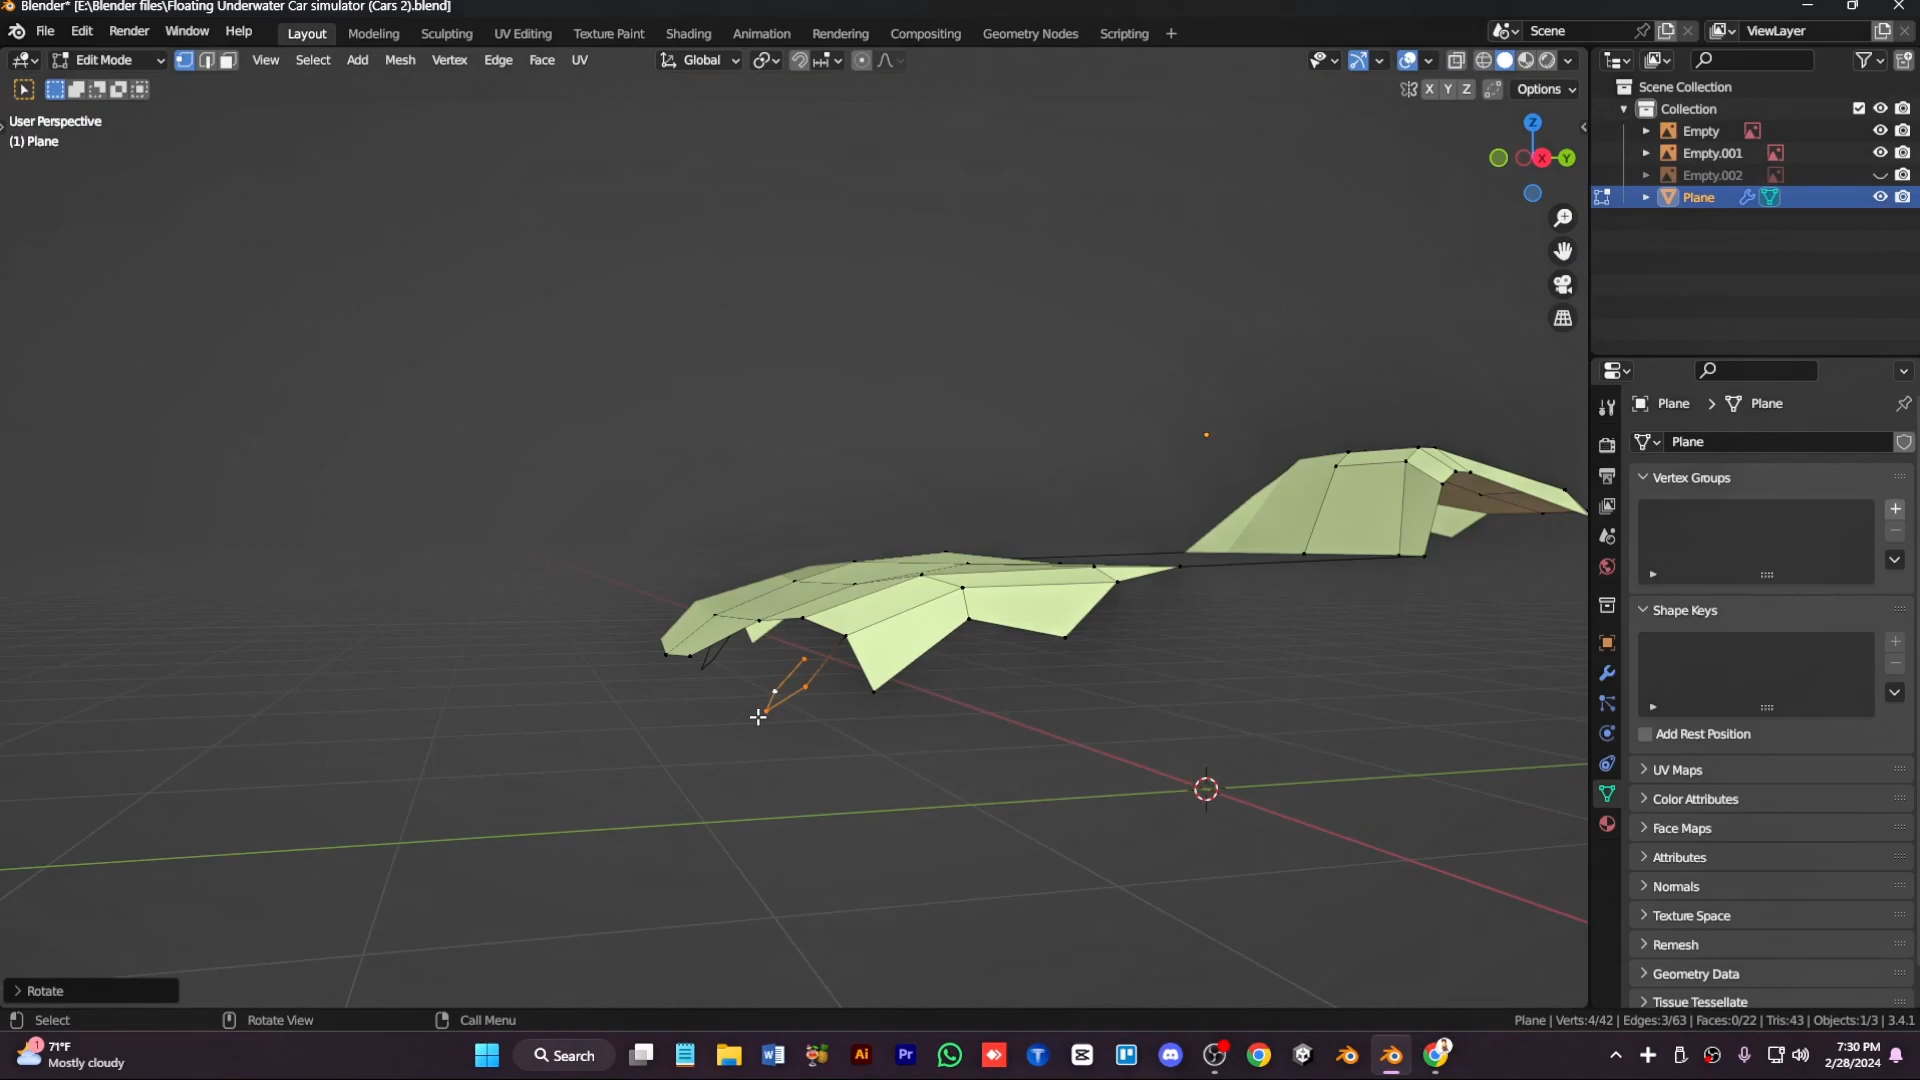 Blender* [E:\Blender files\Floating Underwater Car simulator (Cars 2).blend]
File Edit Render Window Help Layout Modeling Sculpting UV Editing Texture Paint Shading Animation Rendering Compositing Geometry Nodes Scripting + Scene ViewLayer
Edit Mode View Select Add Mesh Vertex Edge Face UV Global
X Y Z Options
User Perspective
(1) Plane
Z
X Y
Scene Collection
Collection
Empty
Empty.001
Empty.002
Plane
Plane > Plane
Plane
Vertex Groups
Shape Keys
Add Rest Position
UV Maps
Color Attributes
Face Maps
Attributes
Normals
Texture Space
Remesh
Geometry Data
Tissue Tessellate
Rotate
Select Rotate View Call Menu
Plane | Verts:4/42 | Edges:3/63 | Faces:0/22 | Tris:43 | Objects:1/3 | 3.4.1
1
71°F
Mostly cloudy
Search
Ai
Pr
7:30 PM
2/28/2024